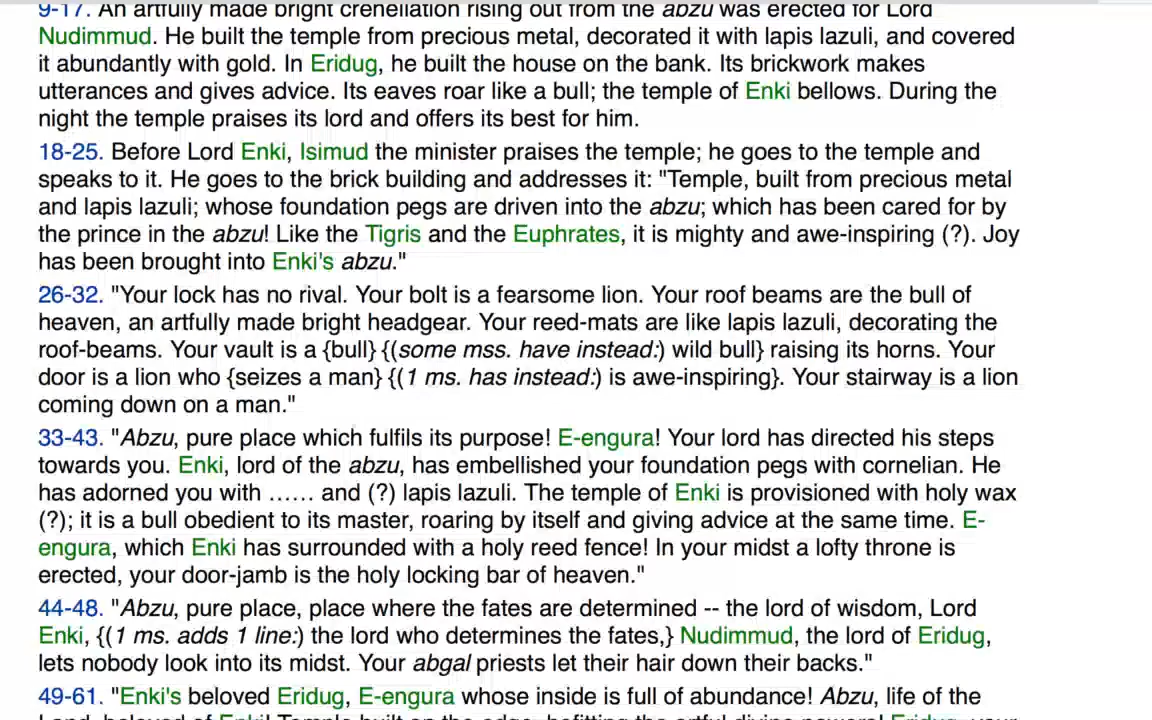 9-17. An artfully made bright crenellation rising out from the abzu was erected for Lord
Nudimmud. He built the temple from precious metal, decorated it with lapis lazuli, and covered
it abundantly with gold. In Eridug, he built the house on the bank. Its brickwork makes
utterances and gives advice. Its eaves roar like a bull; the temple of Enki bellows. During the
night the temple praises its lord and offers its best for him.
18-25. Before Lord Enki, Isimud the minister praises the temple; he goes to the temple and
speaks to it. He goes to the brick building and addresses it: "Temple, built from precious metal
and lapis lazuli; whose foundation pegs are driven into the abzu; which has been cared for by
the prince in the abzu! Like the Tigris and the Euphrates, it is mighty and awe-inspiring (?). Joy
has been brought into Enki's abzu."
26-32. "Your lock has no rival. Your bolt is a fearsome lion. Your roof beams are the bull of
heaven, an artfully made bright headgear. Your reed-mats are like lapis lazuli, decorating the
roof-beams. Your vault is a {bull} {(some mss. have instead:) wild bull} raising its horns. Your
door is a lion who {seizes a man} {(1 ms. has instead:) is awe-inspiring}. Your stairway is a lion
coming down on a man."
33-43. "Abzu, pure place which fulfils its purpose! E-engura! Your lord has directed his steps
towards you. Enki, lord of the abzu, has embellished your foundation pegs with cornelian. He
has adorned you with ...... and (?) lapis lazuli. The temple of Enki is provisioned with holy wax
(?); it is a bull obedient to its master, roaring by itself and giving advice at the same time. E-
engura, which Enki has surrounded with a holy reed fence! In your midst a lofty throne is
erected, your door-jamb is the holy locking bar of heaven."
44-48. "Abzu, pure place, place where the fates are determined -- the lord of wisdom, Lord
Enki, {(1 ms. adds 1 line:) the lord who determines the fates,} Nudimmud, the lord of Eridug,
lets nobody look into its midst. Your abgal priests let their hair down their backs."
49-61. "Enki's beloved Eridug, E-engura whose inside is full of abundance! Abzu, life of the
Land, beloved of Enki! Temple built on the edge, befitting the artful divine powers! Eridug, your